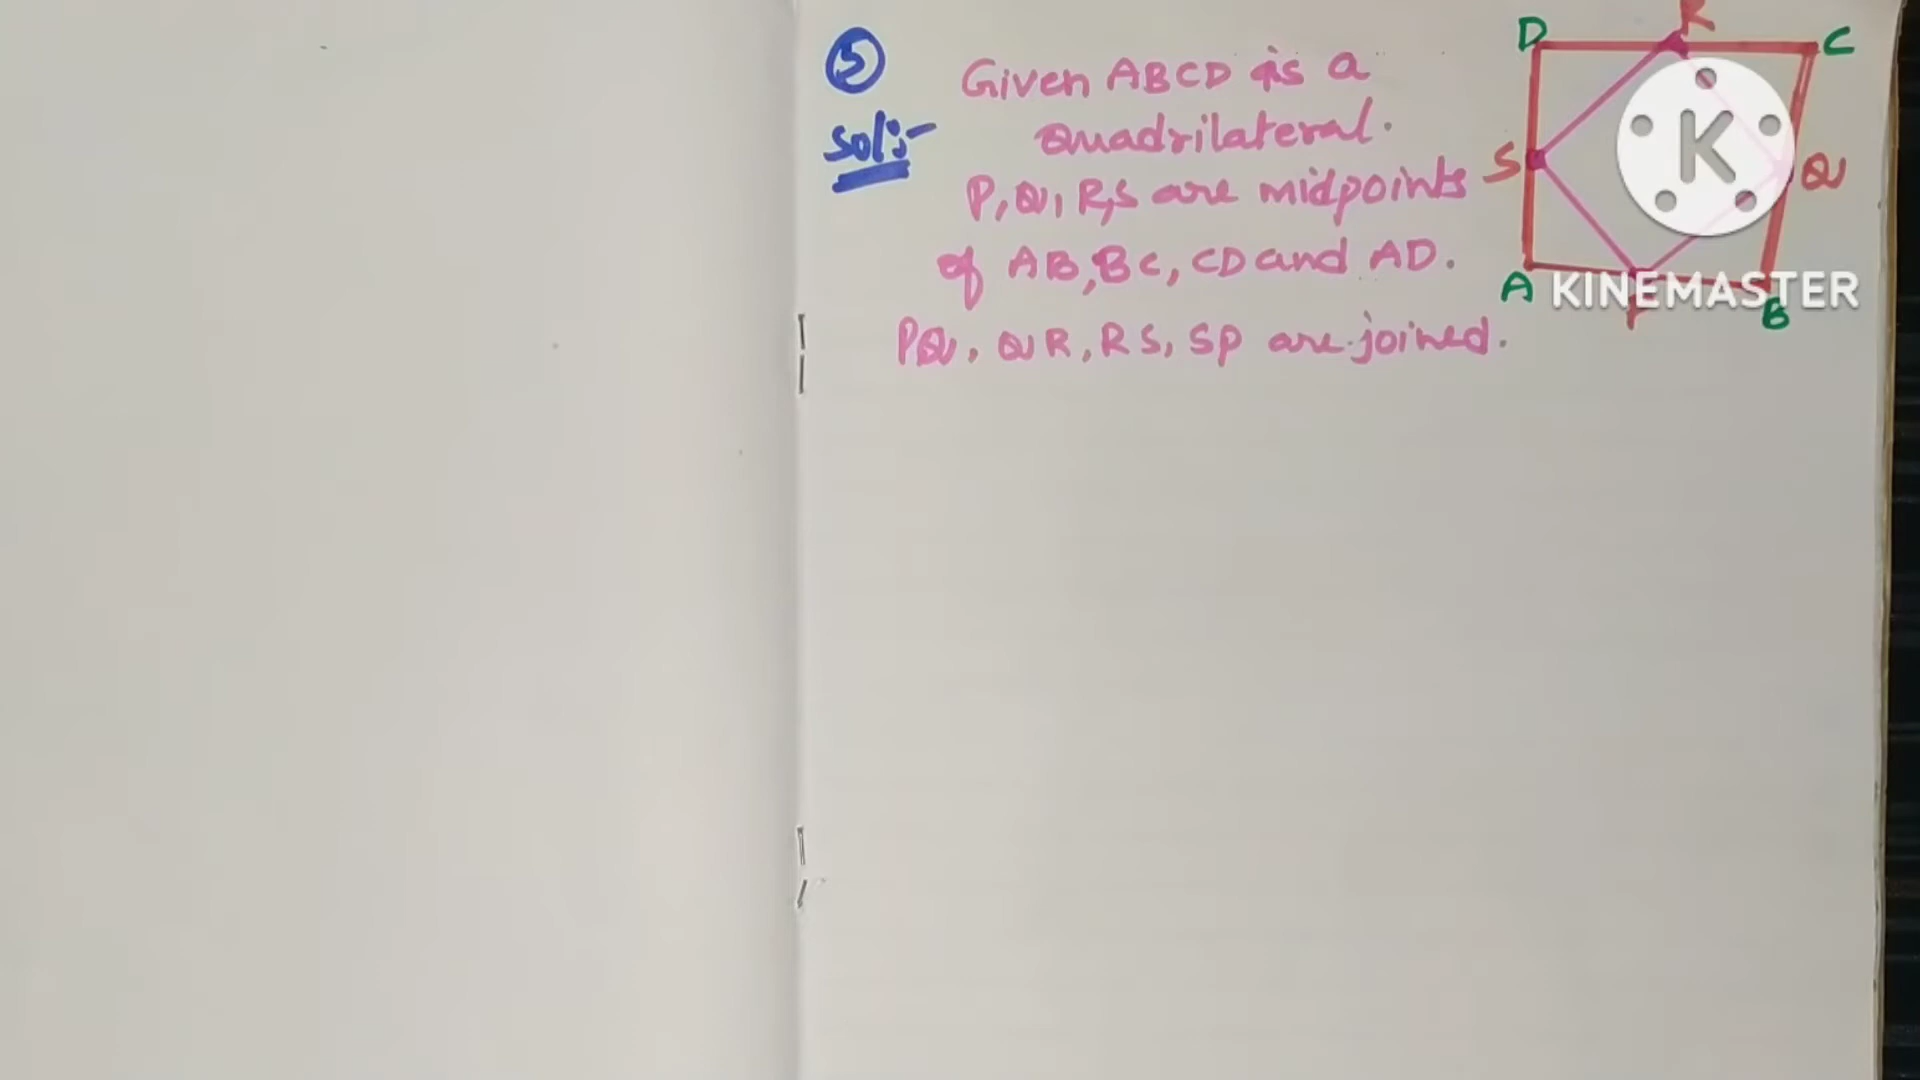 5
Sol:-
Given ABCD is a
Quadrilateral.
P, Q, R, S are midpoints
of AB, BC, CD and AD.
PQ, QR, RS, SP are joined.
D
R
C
S
Q
K
A
KINEMASTER
P
B